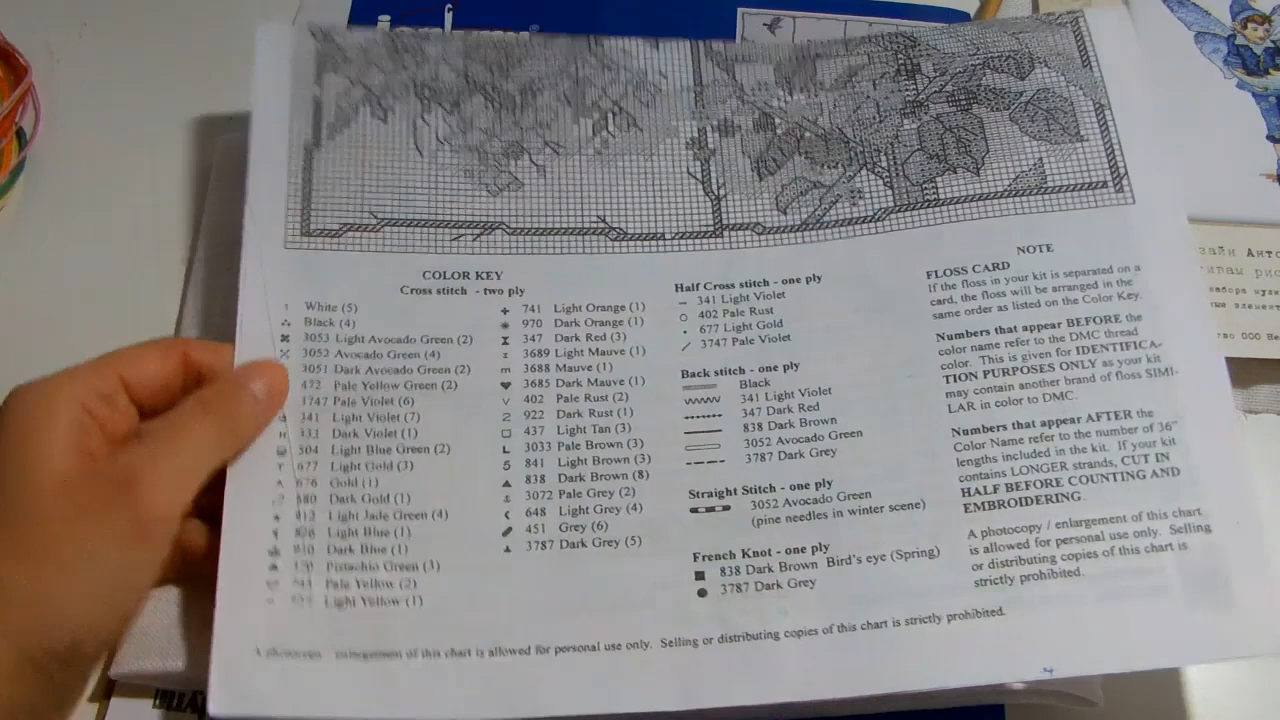 COLOR KEY
Cross stitch - two ply
White (5)
Black (4)
3053 Light Avocado Green (2)
3052 Avocado Green (4)
3051 Dark Avocado Green (2)
472 Pale Yellow Green (2)
3747 Pale Violet (6)
341 Light Violet (7)
333 Dark Violet (1)
504 Light Blue Green (2)
677 Light Gold (3)
676 Gold (1)
680 Dark Gold (1)
Light Jade Green (4)
Light Blue (1)
Dark Blue (1)
Pistachio Green (3)
Pale Yellow (2)
Light Yellow (1)
741 Light Orange (1)
970 Dark Orange (1)
347 Dark Red (3)
3689 Light Mauve (1)
3688 Mauve (1)
3685 Dark Mauve (1)
402 Pale Rust (2)
922 Dark Rust (1)
437 Light Tan (3)
3033 Pale Brown (3)
841 Light Brown (3)
838 Dark Brown (8)
3072 Pale Grey (2)
648 Light Grey (4)
451 Grey (6)
3787 Dark Grey (5)
Half Cross stitch - one ply
341 Light Violet
402 Pale Rust
677 Light Gold
3747 Pale Violet
Back stitch - one ply
Black
341 Light Violet
347 Dark Red
838 Dark Brown
3052 Avocado Green
3787 Dark Grey
Straight Stitch - one ply
3052 Avocado Green
(pine needles in winter scene)
French Knot - one ply
838 Dark Brown Bird's eye (Spring)
3787 Dark Grey
NOTE
FLOSS CARD
If the floss in your kit is separated on a
card, the floss will be arranged in the
same order as listed on the Color Key.
Numbers that appear BEFORE the
color name refer to the DMC thread
color. This is given for IDENTIFICA-
TION PURPOSES ONLY as your kit
may contain another brand of floss SIMI-
LAR in color to DMC.
Numbers that appear AFTER the
Color Name refer to the number of 36"
lengths included in the kit. If your kit
contains LONGER strands, CUT IN
HALF BEFORE COUNTING AND
EMBROIDERING.
A photocopy / enlargement of this chart
is allowed for personal use only. Selling
or distributing copies of this chart is
strictly prohibited.
A photocopy enlargement of this chart is allowed for personal use only. Selling or distributing copies of this chart is strictly prohibited.